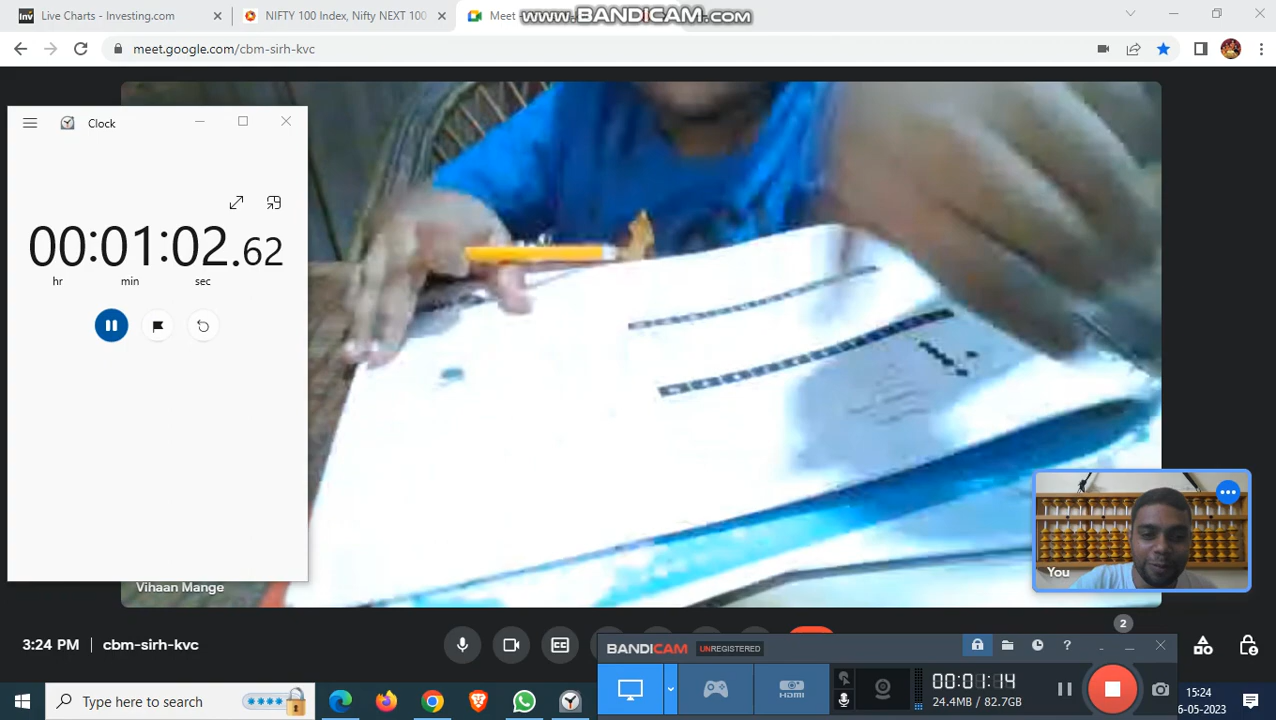 Live Charts - Investing.com
NIFTY 100 Index, Nifty NEXT 100
Meet -
www.BANDICAM.com
meet.google.com/cbm-sirh-kvc
Clock
00:01:02.62
hr min sec
Vihaan Mange
You
3:24 PM | cbm-sirh-kvc
2
BANDICAM UNREGISTERED
HDMI
00:01:14
24.4MB / 82.7GB
Type here to search
15:24
6-05-2023